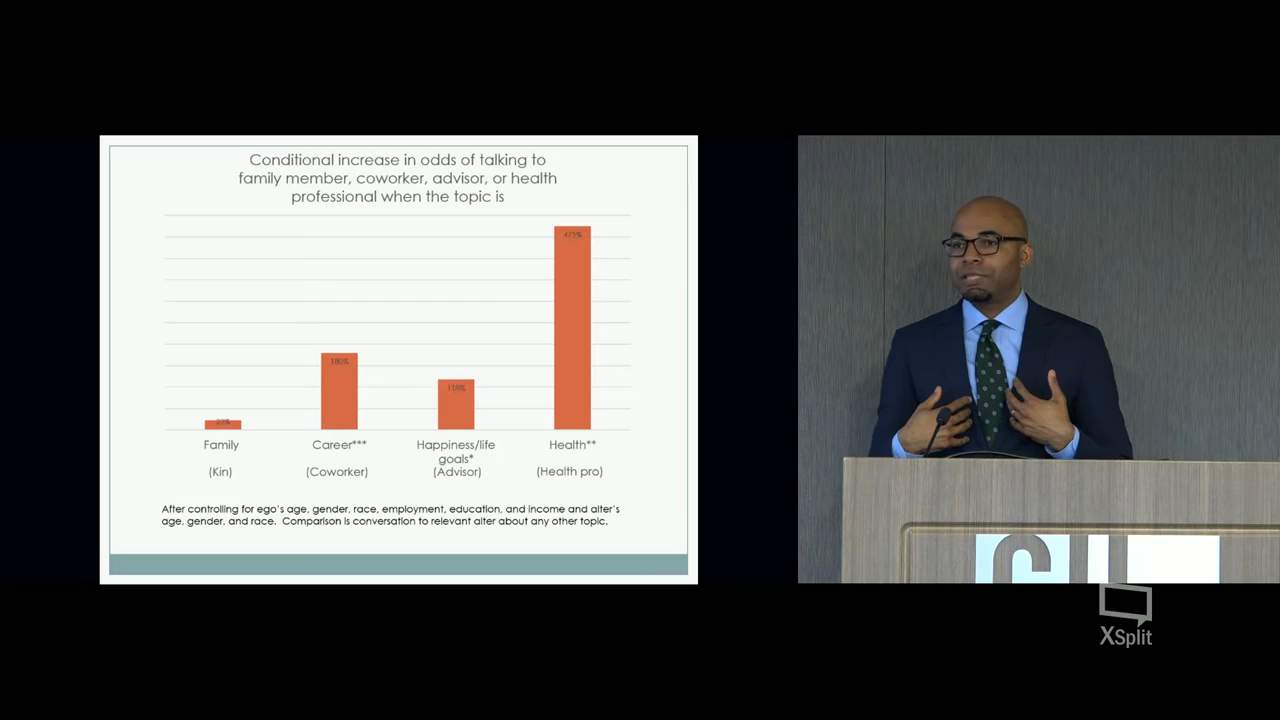 Conditional increase in odds of talking to
family member, coworker, advisor, or health
professional when the topic is
475%
180%
118%
Family
Career***
Happiness/life
goals*
Health**
(Kin)
(Coworker)
(Advisor)
(Health pro)
After controlling for ego's age, gender, race, employment, education, and income and alter's
age, gender, and race. Comparison is conversation to relevant alter about any other topic.
XSplit